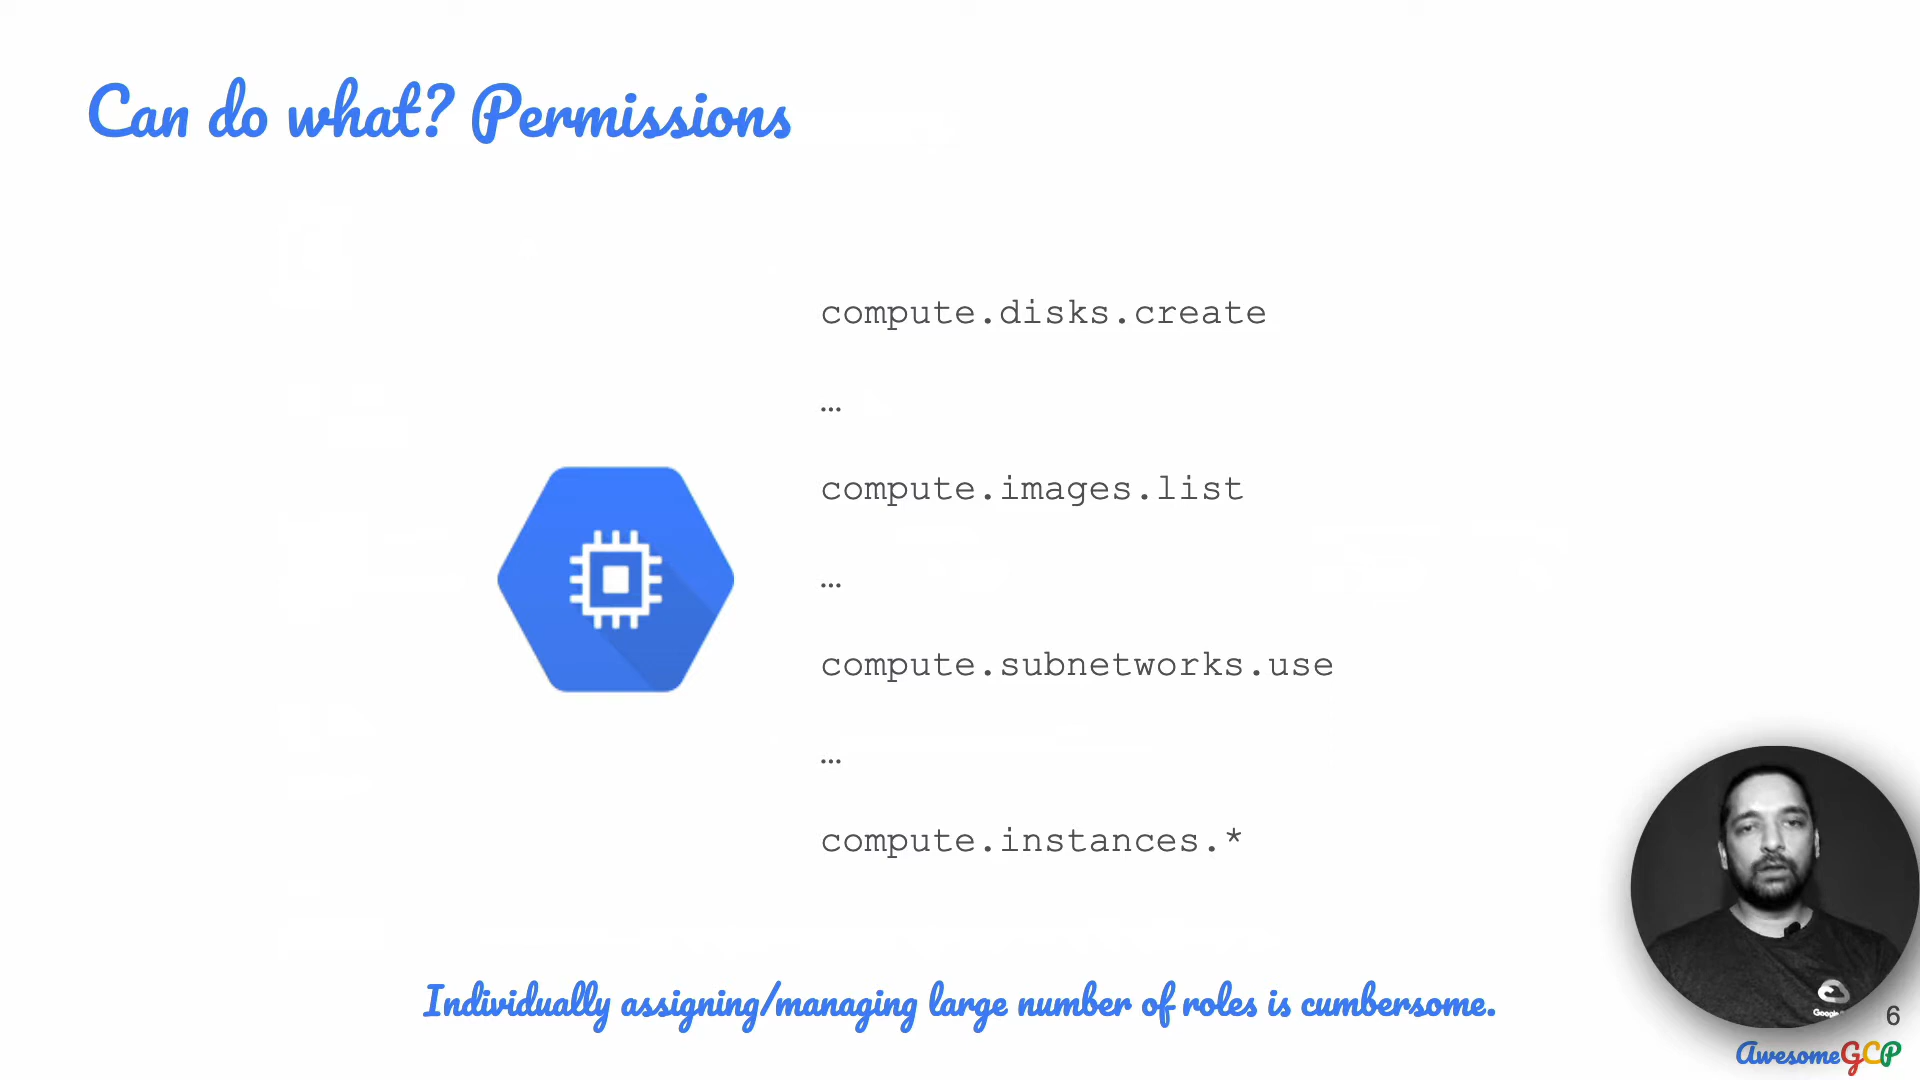 Can do what? Permissions
compute.disks.create
…
compute.images.list
…
compute.subnetworks.use
…
compute.instances.*
Individually assigning/managing large number of roles is cumbersome.
Google
6
AwesomeGCP